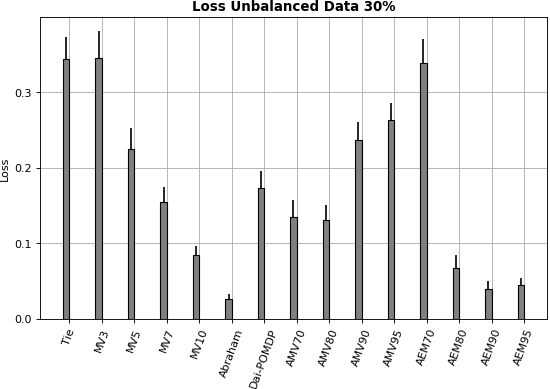 Loss Unbalanced Data 30%
Loss
0.3
0.2
0.1
0.0
Tie
MV3
MV5
MV7
MV10
Abraham
Dai-POMDP
AMV70
AMV80
AMV90
AMV95
AEM70
AEM80
AEM90
AEM95